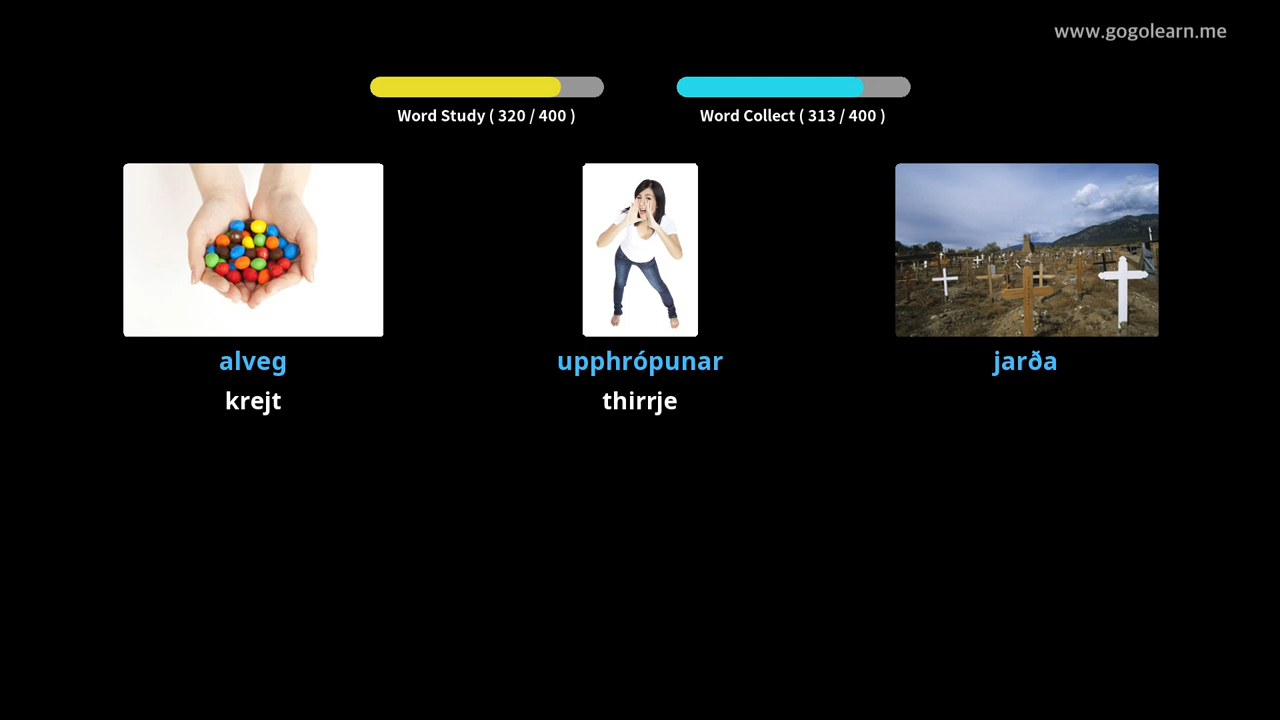 www.gogolearn.me
Word Study ( 320 / 400 )
Word Collect ( 313 / 400 )
alveg
upphrópunar
jarða
krejt
thirrje